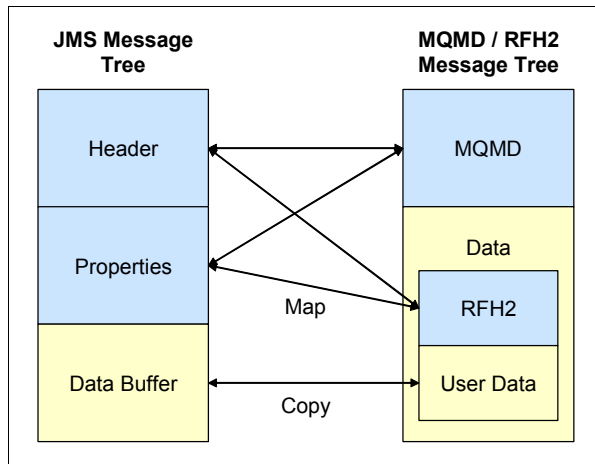 JMS Message
Tree
MQMD / RFH2
Message Tree
Header
MQMD
Properties
Data
Map
RFH2
Data Buffer
User Data
Copy